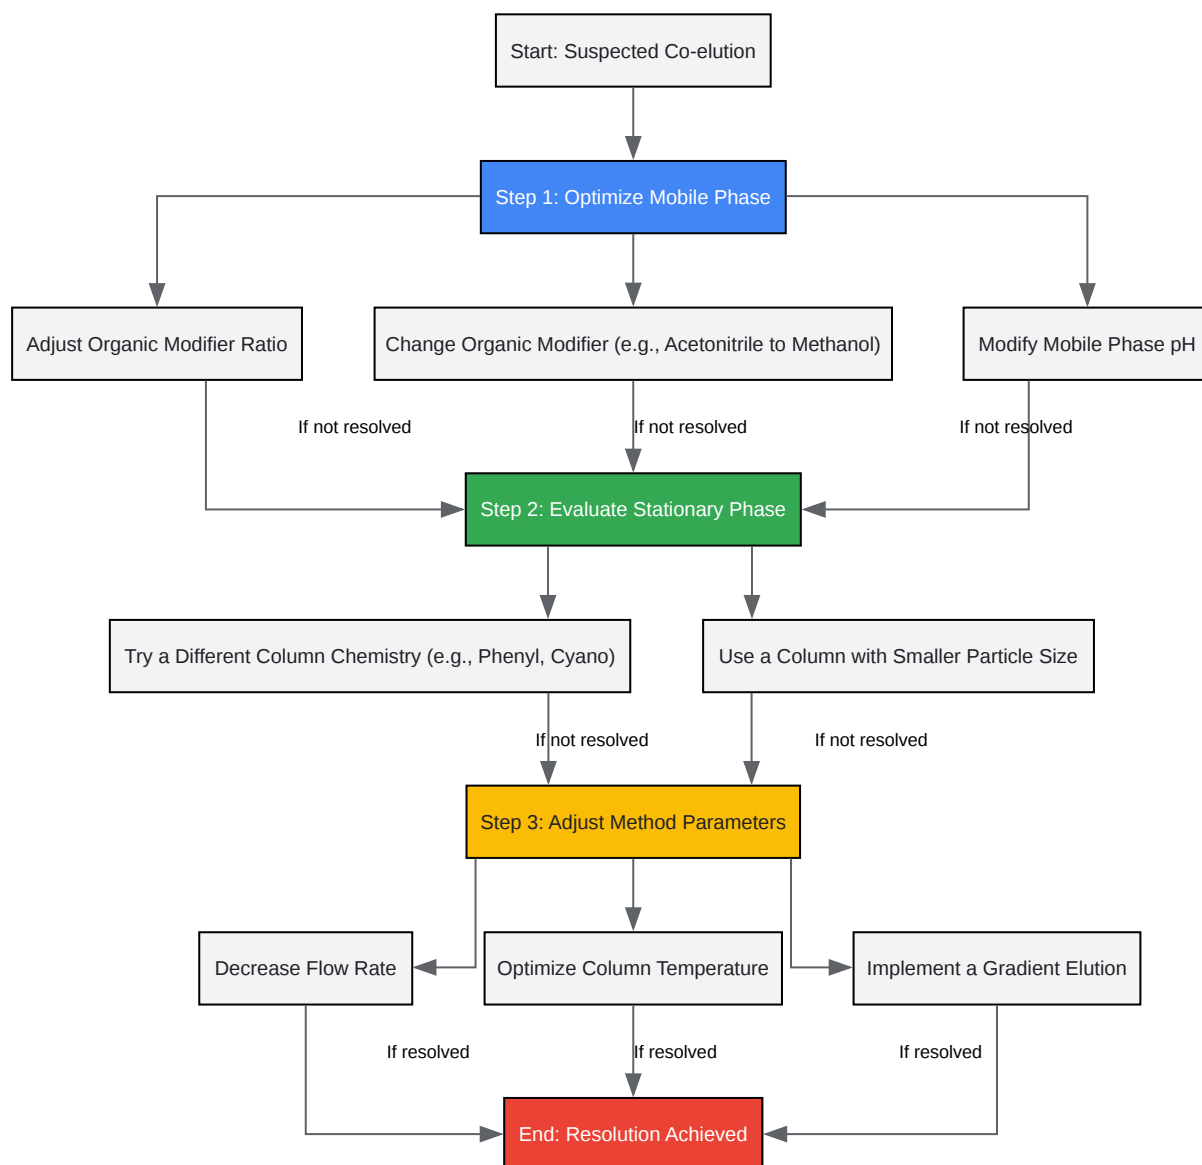 Start: Suspected Co-elution
Step 1: Optimize Mobile Phase
Adjust Organic Modifier Ratio
Change Organic Modifier (e.g., Acetonitrile to Methanol)
Modify Mobile Phase pH
If not resolved
If not resolved
If not resolved
Step 2: Evaluate Stationary Phase
Try a Different Column Chemistry (e.g., Phenyl, Cyano)
Use a Column with Smaller Particle Size
If not resolved
If not resolved
Step 3: Adjust Method Parameters
Decrease Flow Rate
Optimize Column Temperature
Implement a Gradient Elution
If resolved
If resolved
If resolved
End: Resolution Achieved